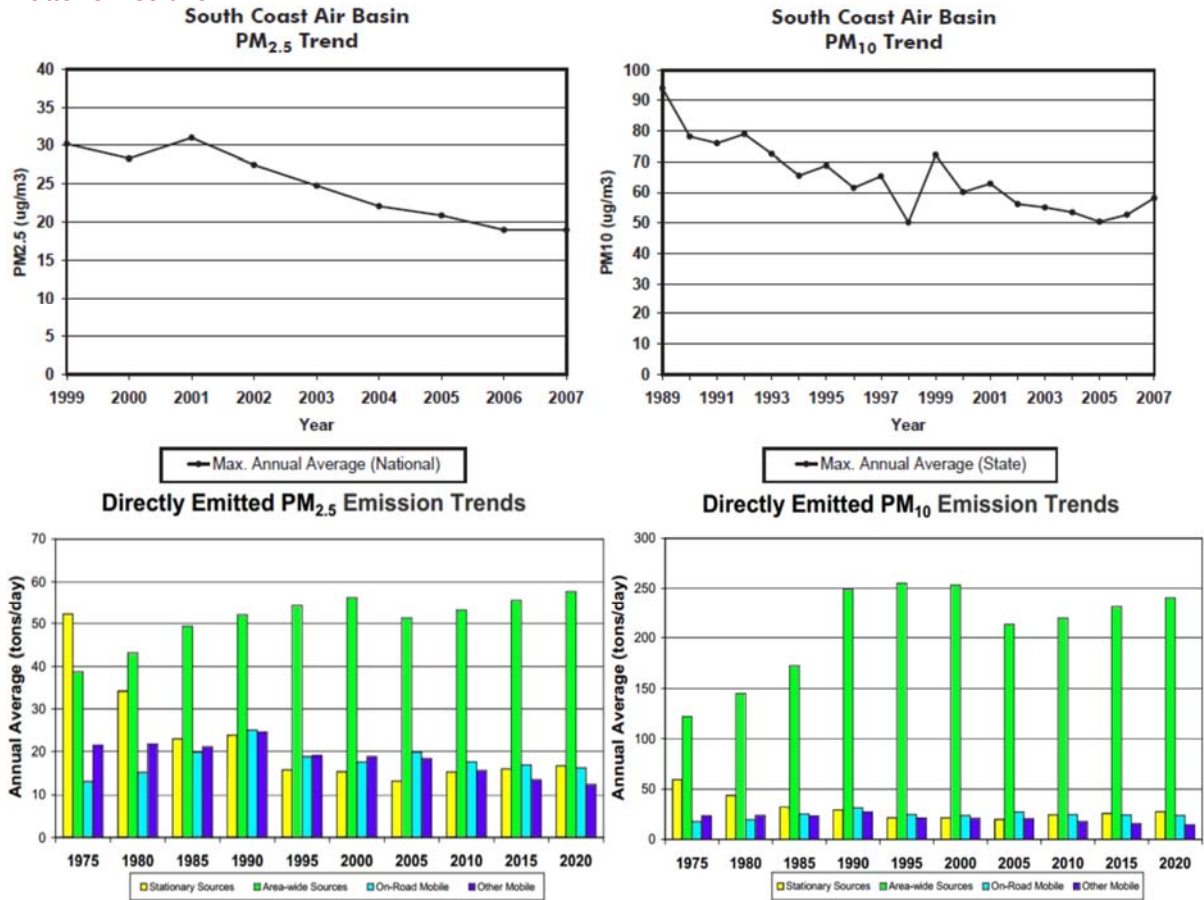 South Coast Air Basin
PM2.5 Trend
40
35
30
25
20
15
10
5
0
PM2.5 (ug/m3)
1999 2000 2001 2002 2003 2004 2005 2006 2007
Year
Max. Annual Average (National)
South Coast Air Basin
PM10 Trend
100
90
80
70
60
50
40
30
20
10
0
PM10 (ug/m3)
1989 1991 1993 1995 1997 1999 2001 2003 2005 2007
Year
Max. Annual Average (State)
Directly Emitted PM2.5 Emission Trends
70
60
50
40
30
20
10
0
Annual Average (tons/day)
1975 1980 1985 1990 1995 2000 2005 2010 2015 2020
Stationary Sources Area-wide Sources On-Road Mobile Other Mobile
Directly Emitted PM10 Emission Trends
300
250
200
150
100
50
0
Annual Average (tons/day)
1975 1980 1985 1990 1995 2000 2005 2010 2015 2020
Stationary Sources Area-wide Sources On-Road Mobile Other Mobile